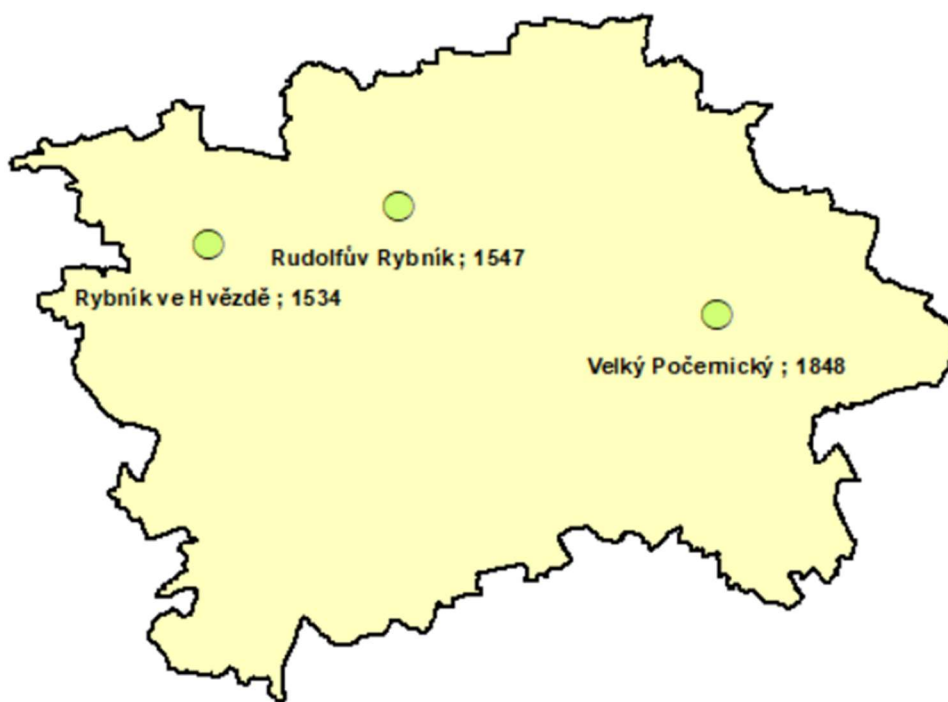 Rudolfův Rybník ; 1547
Rybník ve Hvězdě ; 1534
Velký Počernický ; 1848